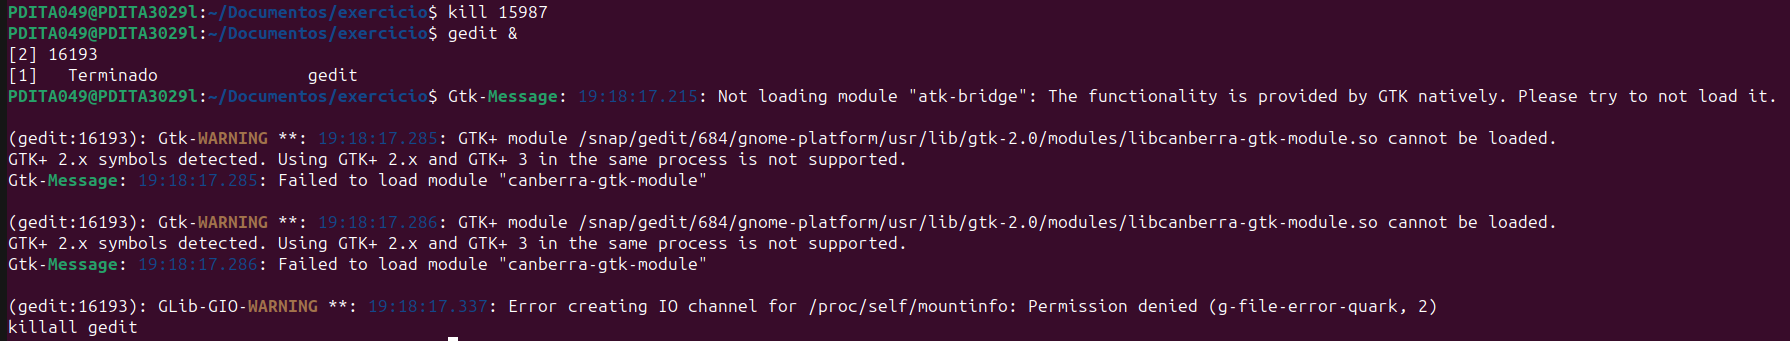 PDITA049@PDITA3029l:~/Documentos/exercicio$ kill 15987
PDITA049@PDITA3029l:~/Documentos/exercicio$ gedit &
[2] 16193
[1]   Terminado               gedit
PDITA049@PDITA3029l:~/Documentos/exercicio$ Gtk-Message: 19:18:17.215: Not loading module "atk-bridge": The functionality is provided by GTK natively. Please try to not load it.
(gedit:16193): Gtk-WARNING **: 19:18:17.285: GTK+ module /snap/gedit/684/gnome-platform/usr/lib/gtk-2.0/modules/libcanberra-gtk-module.so cannot be loaded.
GTK+ 2.x symbols detected. Using GTK+ 2.x and GTK+ 3 in the same process is not supported.
Gtk-Message: 19:18:17.285: Failed to load module "canberra-gtk-module"
(gedit:16193): Gtk-WARNING **: 19:18:17.286: GTK+ module /snap/gedit/684/gnome-platform/usr/lib/gtk-2.0/modules/libcanberra-gtk-module.so cannot be loaded.
GTK+ 2.x symbols detected. Using GTK+ 2.x and GTK+ 3 in the same process is not supported.
Gtk-Message: 19:18:17.286: Failed to load module "canberra-gtk-module"
(gedit:16193): GLib-GIO-WARNING **: 19:18:17.337: Error creating IO channel for /proc/self/mountinfo: Permission denied (g-file-error-quark, 2)
killall gedit